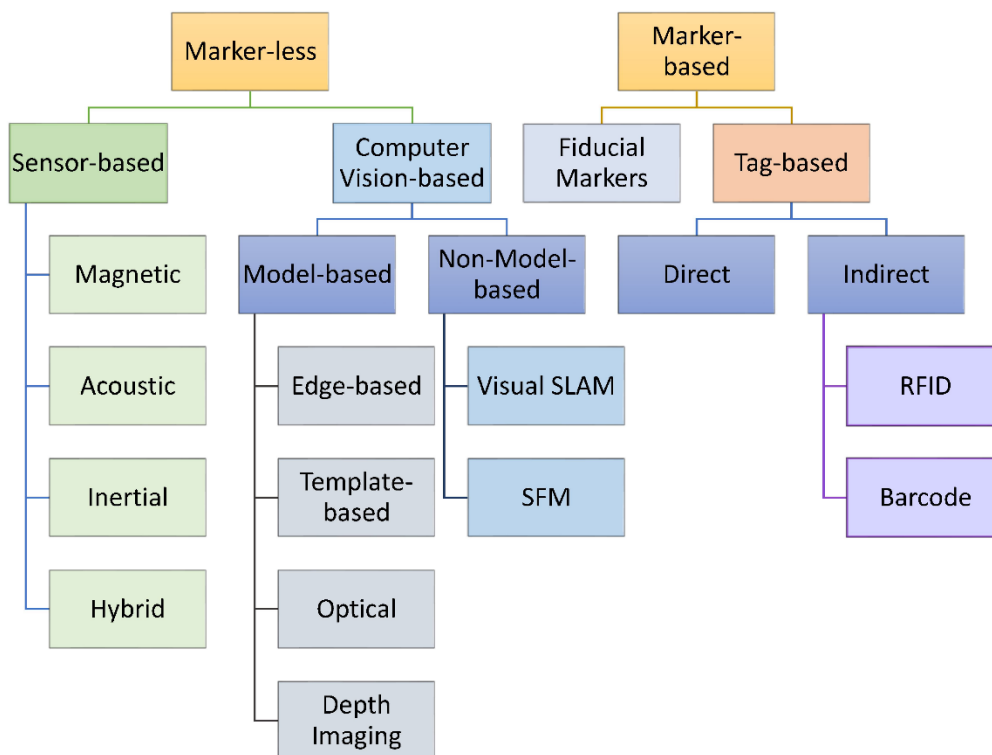 Marker-less
Marker-
based
Sensor-based
Computer
Vision-based
Fiducial
Markers
Tag-based
Magnetic
Acoustic
Inertial
Hybrid
Model-based
Edge-based
Template-
based
Optical
Depth
Imaging
Non-Model-
based
Visual SLAM
SFM
Direct
Indirect
RFID
Barcode